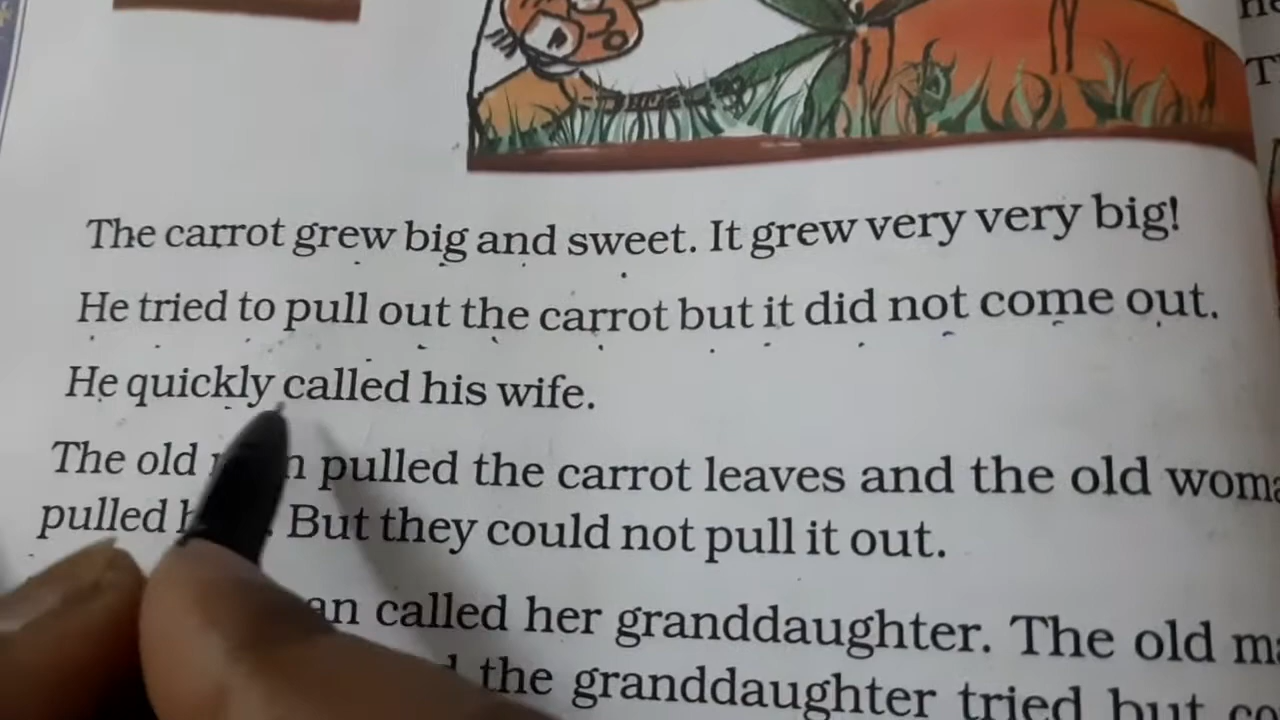 The carrot grew big and sweet. It grew very very big!
He tried to pull out the carrot but it did not come out.
He quickly called his wife.
The old pulled the carrot leaves and the old
pulled But they could not pull it out.
called her granddaughter. The old
the granddaughter tried but